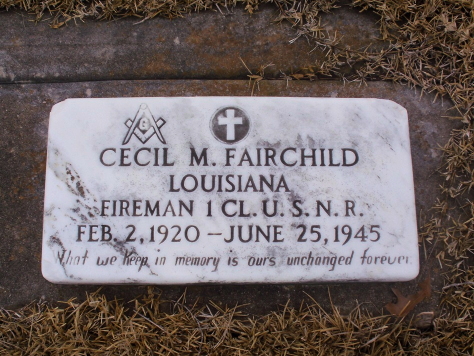 G
CECIL M. FAIRCHILD
LOUISIANA
FIREMAN 1 CL. U.S.N.R.
FEB. 2, 1920 – JUNE 25, 1945
What we keep in memory is ours unchanged forever